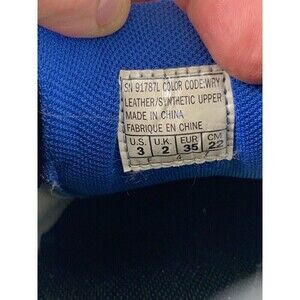 SN 91787L COLOR CODE:WRY
LEATHER/SYNTHETIC UPPER
MADE IN CHINA
FABRIQUE EN CHINE
U.S. U.K. EUR CM
3 2 35 22